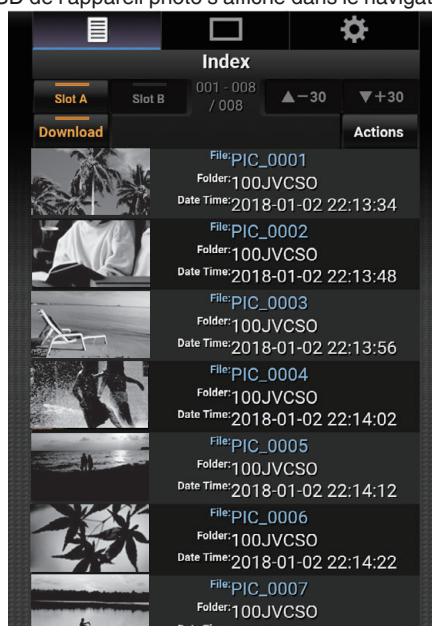 SD de l'appareil photo s'affiche dans le navigat
Index
Slot A
Slot B
001 - 008
/ 008
▲−30
▼+30
Download
Actions
File:PIC_0001
Folder:100JVCSO
Date Time:2018-01-02 22:13:34
File:PIC_0002
Folder:100JVCSO
Date Time:2018-01-02 22:13:48
File:PIC_0003
Folder:100JVCSO
Date Time:2018-01-02 22:13:56
File:PIC_0004
Folder:100JVCSO
Date Time:2018-01-02 22:14:02
File:PIC_0005
Folder:100JVCSO
Date Time:2018-01-02 22:14:12
File:PIC_0006
Folder:100JVCSO
Date Time:2018-01-02 22:14:22
File:PIC_0007
Folder:100JVCSO